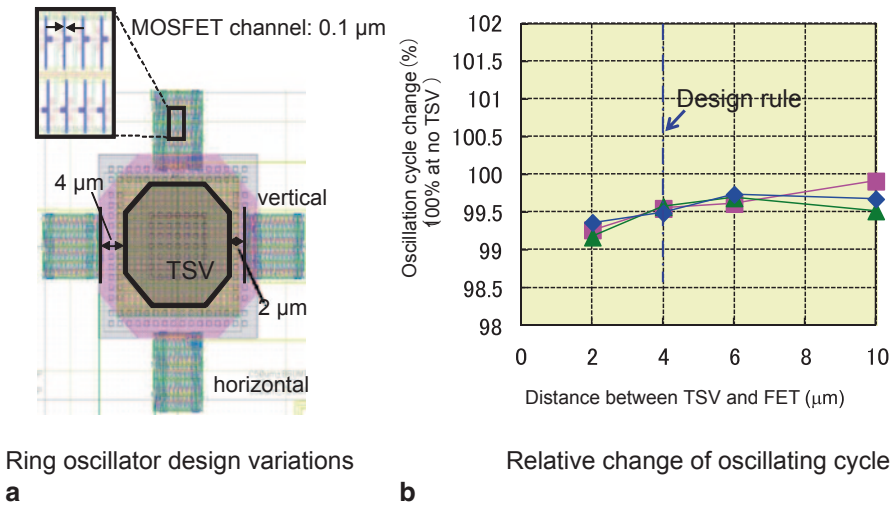 MOSFET channel: 0.1 μm
4 μm
vertical
TSV
2 μm
horizontal
Ring oscillator design variations
a
Oscillation cycle change (%)
(100% at no TSV)
102
101.5
101
100.5
100
99.5
99
98.5
98
Design rule
0
2
4
6
8
10
Distance between TSV and FET (μm)
Relative change of oscillating cycle
b